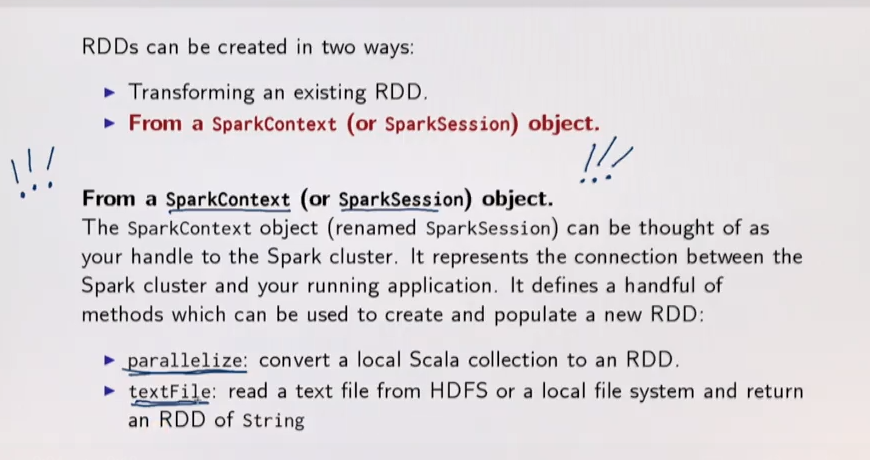 RDDs can be created in two ways:
▶ Transforming an existing RDD.
▶ From a SparkContext (or SparkSession) object.
!!!
!!!
From a SparkContext (or SparkSession) object.
The SparkContext object (renamed SparkSession) can be thought of as
your handle to the Spark cluster. It represents the connection between the
Spark cluster and your running application. It defines a handful of
methods which can be used to create and populate a new RDD:
▶ parallelize: convert a local Scala collection to an RDD.
▶ textFile: read a text file from HDFS or a local file system and return
an RDD of String